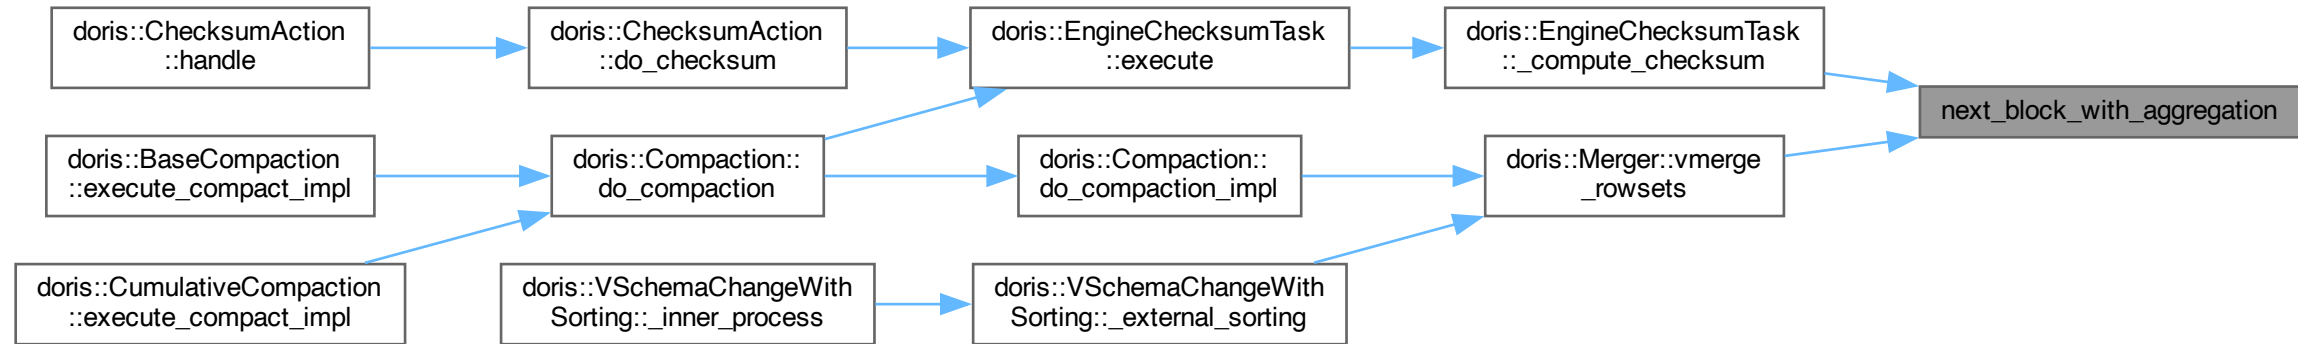 doris::ChecksumAction
::handle
doris::ChecksumAction
::do_checksum
doris::EngineChecksumTask
::execute
doris::EngineChecksumTask
::_compute_checksum
next_block_with_aggregation
doris::BaseCompaction
::execute_compact_impl
doris::Compaction::
do_compaction
doris::Compaction::
do_compaction_impl
doris::Merger::vmerge
_rowsets
doris::CumulativeCompaction
::execute_compact_impl
doris::VSchemaChangeWith
Sorting::_inner_process
doris::VSchemaChangeWith
Sorting::_external_sorting